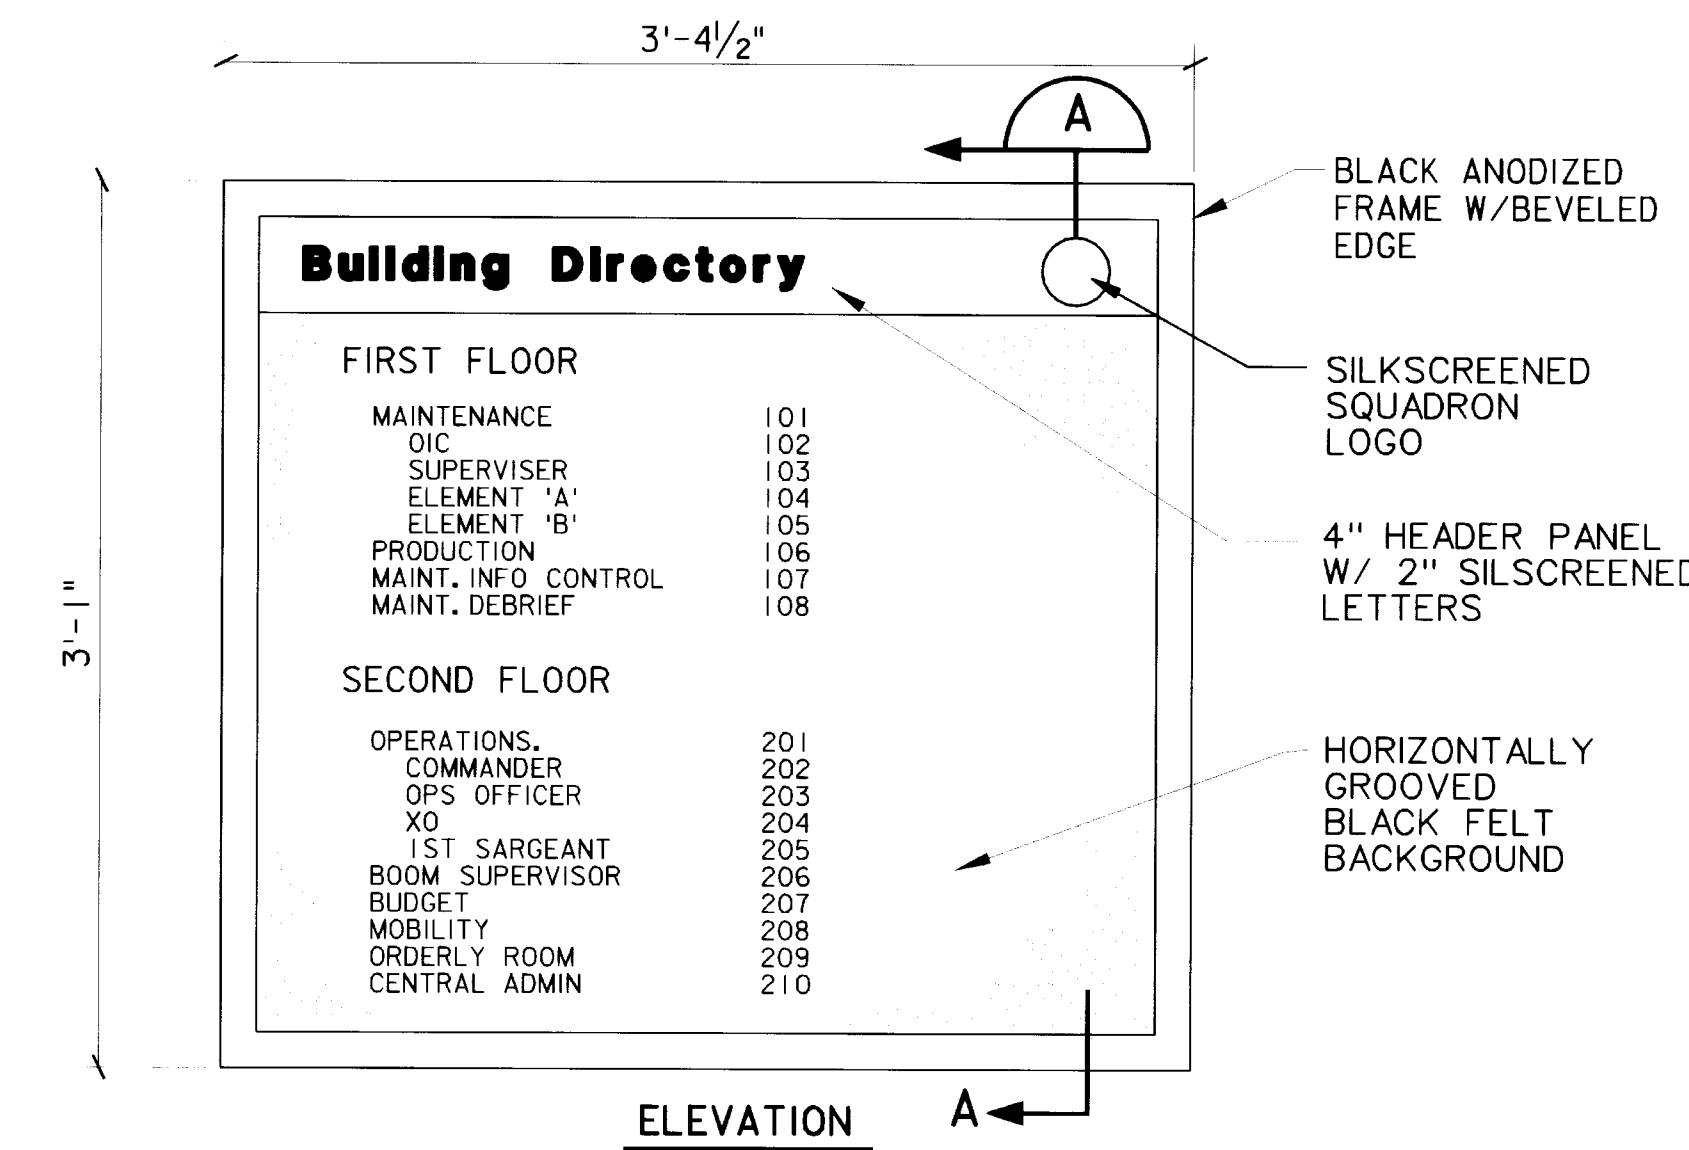 3'-4 1/2"
A
BLACK ANODIZED
FRAME W/BEVELED
EDGE
Building Directory
FIRST FLOOR
MAINTENANCE 101
OIC 102
SUPERVISER 103
ELEMENT 'A' 104
ELEMENT 'B' 105
PRODUCTION 106
MAINT. INFO CONTROL 107
MAINT. DEBRIEF 108
SECOND FLOOR
OPERATIONS. 201
COMMANDER 202
OPS OFFICER 203
XO 204
1ST SARGEANT 205
BOOM SUPERVISOR 206
BUDGET 207
MOBILITY 208
ORDERLY ROOM 209
CENTRAL ADMIN 210
SILKSCREENED
SQUADRON
LOGO
4" HEADER PANEL
W/ 2" SILSCREENED
LETTERS
HORIZONTALLY
GROOVED
BLACK FELT
BACKGROUND
3'-1"
A
ELEVATION